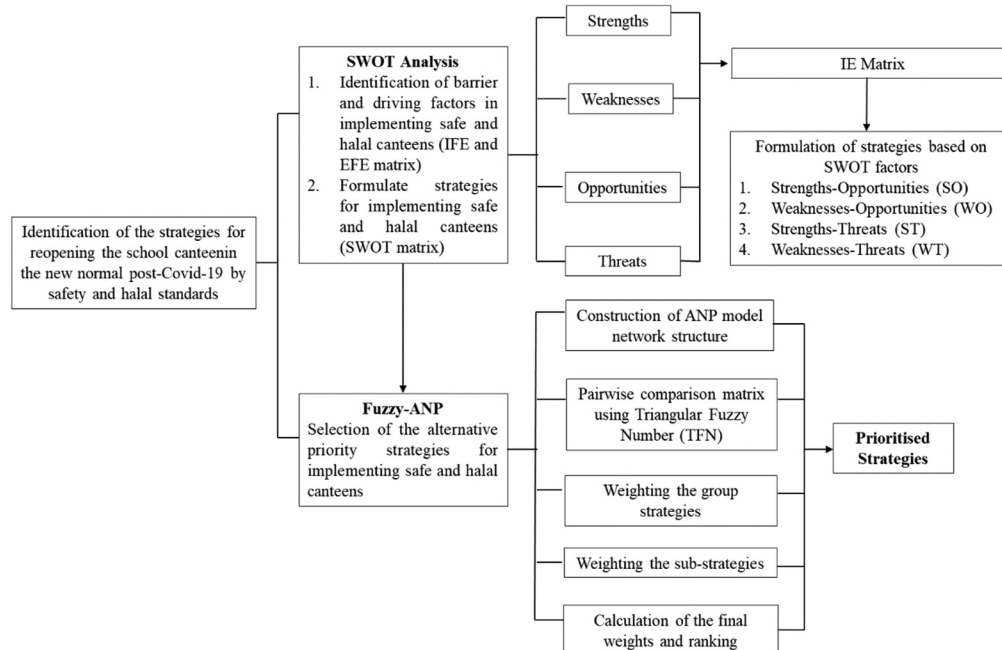 Identification of the strategies for
reopening the school canteenin
the new normal post-Covid-19 by
safety and halal standards
SWOT Analysis
1. Identification of barrier
and driving factors in
implementing safe and
halal canteens (IFE and
EFE matrix)
2. Formulate strategies
for implementing safe
and halal canteens
(SWOT matrix)
Strengths
Weaknesses
Opportunities
Threats
IE Matrix
Formulation of strategies based on
SWOT factors
1. Strengths-Opportunities (SO)
2. Weaknesses-Opportunities (WO)
3. Strengths-Threats (ST)
4. Weaknesses-Threats (WT)
Fuzzy-ANP
Selection of the alternative
priority strategies for
implementing safe and halal
canteens
Construction of ANP model
network structure
Pairwise comparison matrix
using Triangular Fuzzy
Number (TFN)
Weighting the group
strategies
Weighting the sub-strategies
Calculation of the final
weights and ranking
Prioritised
Strategies